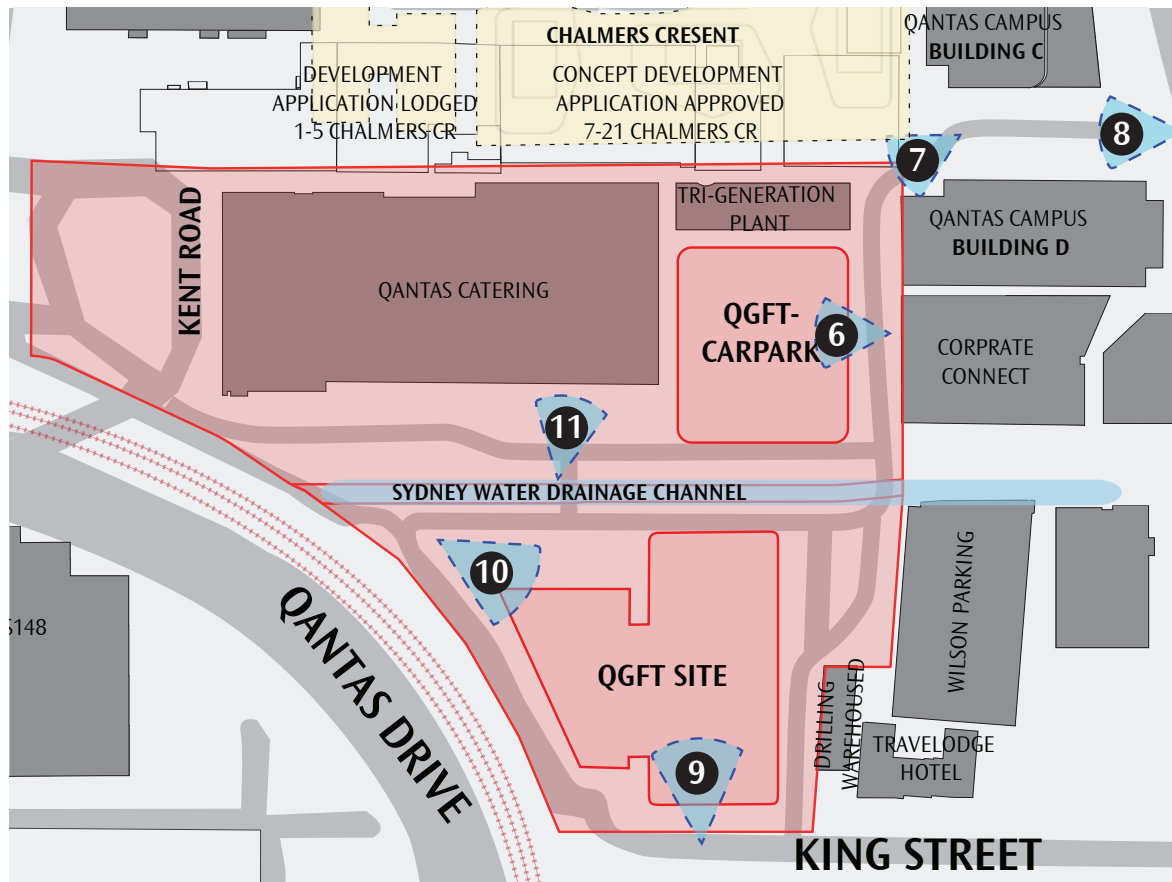 CHALMERS CRESENT
QANTAS CAMPUS
BUILDING C
DEVELOPMENT
APPLICATION LODGED
1-5 CHALMERS CR
CONCEPT DEVELOPMENT
APPLICATION APPROVED
7-21 CHALMERS CR
8
7
KENT ROAD
TRI-GENERATION
PLANT
QANTAS CAMPUS
BUILDING D
QANTAS CATERING
QGFT-
CARPARK
6
CORPRATE
CONNECT
11
SYDNEY WATER DRAINAGE CHANNEL
10
WILSON PARKING
S148
QANTAS DRIVE
QGFT SITE
DRILLING
WAREHOUSED
TRAVELODGE
HOTEL
9
KING STREET